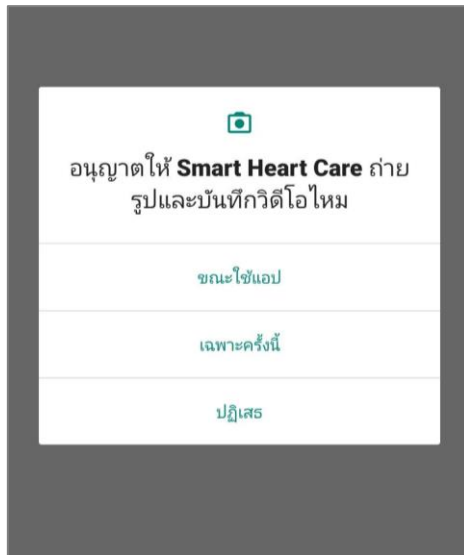 อนุญาตให้ Smart Heart Care ถ่าย
รูปและบันทึกวิดีโอไหม
ขณะใช้แอป
เฉพาะครั้งนี้
ปฏิเสธ